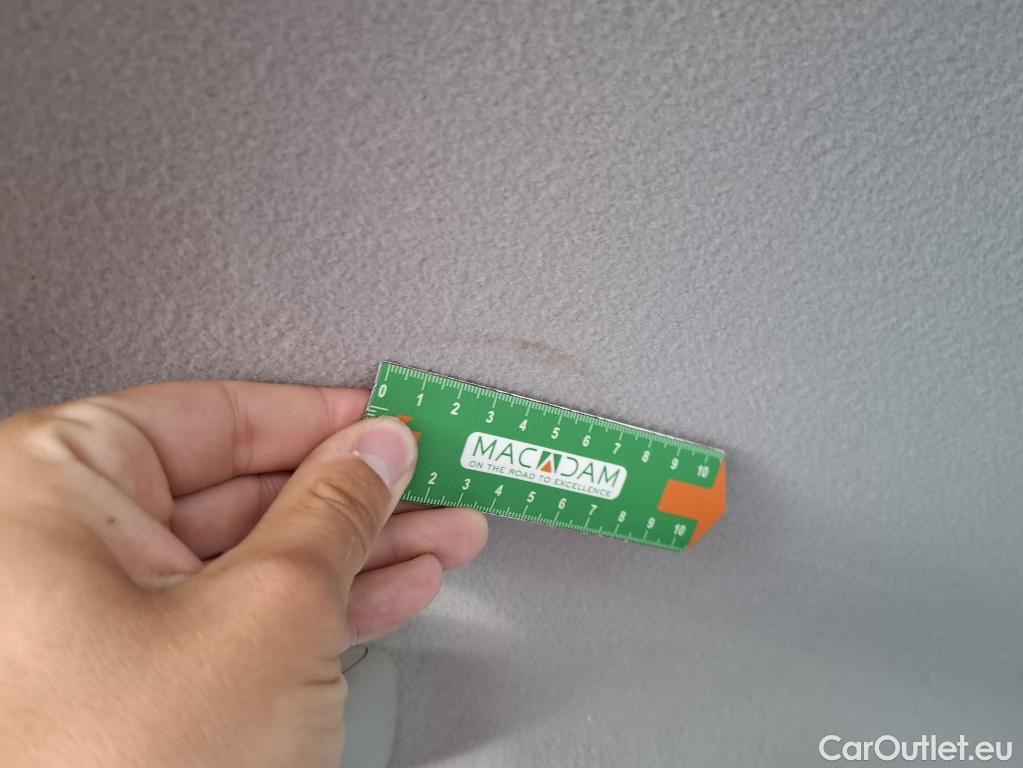 0 1 2 3 4 5 6 7 8 9 10
MACADAM
ON THE ROAD TO EXCELLENCE
2 3 4 5 6 7 8 9 10
CarOutlet.eu